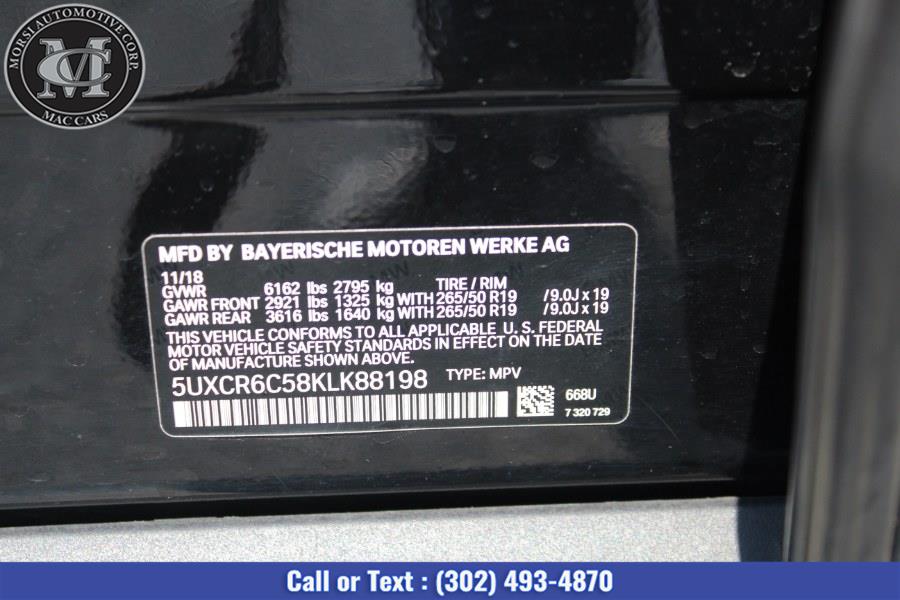 MORSI AUTOMOTIVE CORP.
MC
MAC CARS
MFD BY BAYERISCHE MOTOREN WERKE AG
11/18
GVWR 6162 lbs 2795 kg TIRE / RIM
GAWR FRONT 2921 lbs 1325 kg WITH 265/50 R19 /9.0J x 19
GAWR REAR 3616 lbs 1640 kg WITH 265/50 R19 /9.0J x 19
THIS VEHICLE CONFORMS TO ALL APPLICABLE U. S. FEDERAL
MOTOR VEHICLE SAFETY STANDARDS IN EFFECT ON THE DATE
OF MANUFACTURE SHOWN ABOVE.
5UXCR6C58KLK88198 TYPE: MPV
668U
7 320 729
Call or Text : (302) 493-4870